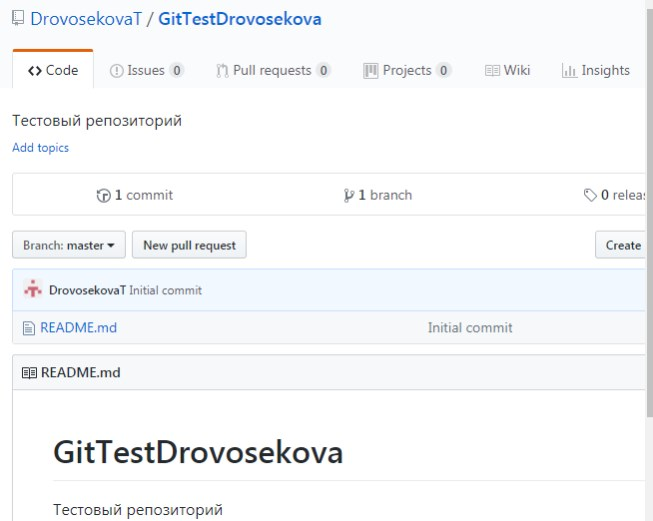 DrovosekovaT / GitTestDrovosekova
Code Issues 0 Pull requests 0 Projects 0 Wiki Insights
Тестовый репозиторий
Add topics
1 commit 1 branch 0 relea
Branch: master New pull request Create
DrovosekovaT Initial commit
README.md Initial commit
README.md
GitTestDrovosekova
Тестовый репозиторий